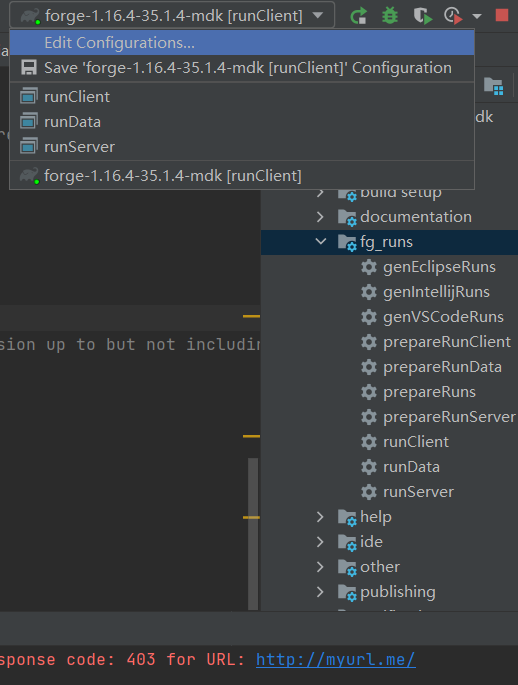 forge-1.16.4-35.1.4-mdk [runClient]
Edit Configurations...
Save 'forge-1.16.4-35.1.4-mdk [runClient]' Configuration
runClient
runData
runServer
forge-1.16.4-35.1.4-mdk [runClient]
dk
build setup
documentation
fg_runs
genEclipseRuns
genIntellijRuns
genVSCodeRuns
prepareRunClient
prepareRunData
prepareRuns
prepareRunServer
runClient
runData
runServer
help
ide
other
publishing
sion up to but not including
sponse code: 403 for URL: http://myurl.me/